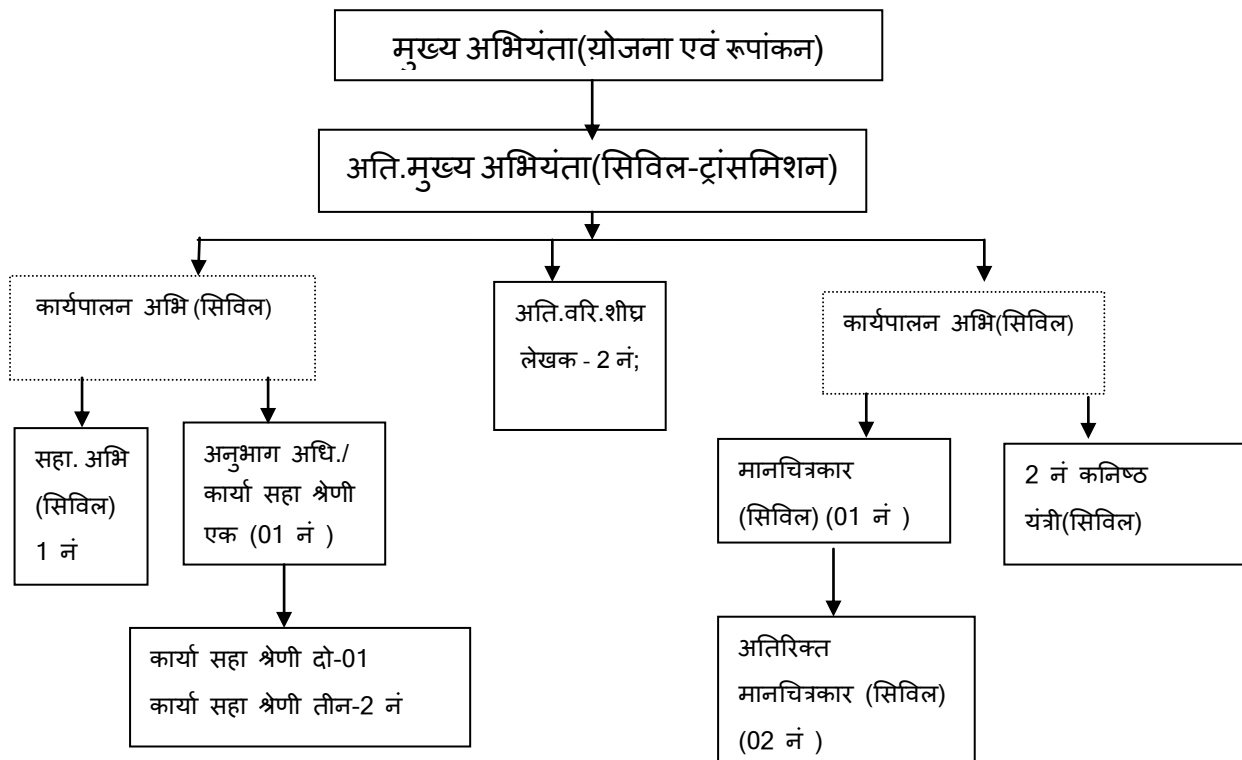 मुख्य अभियंता(य़ोजना एवं रूपांकन)
अति.मुख्य अभियंता(सिविल-ट्रांसमिशन)
कार्यपालन अभि (सिविल)
अति.वरि.शीघ्र
लेखक - 2 नं;
कार्यपालन अभि(सिविल)
सहा. अभि
(सिविल)
1 नं
अनुभाग अधि./
कार्या सहा श्रेणी
एक (01 नं )
मानचित्रकार
(सिविल) (01 नं )
2 नं कनिष्ठ
यंत्री(सिविल)
कार्या सहा श्रेणी दो-01
कार्या सहा श्रेणी तीन-2 नं
अतिरिक्त
मानचित्रकार (सिविल)
(02 नं )